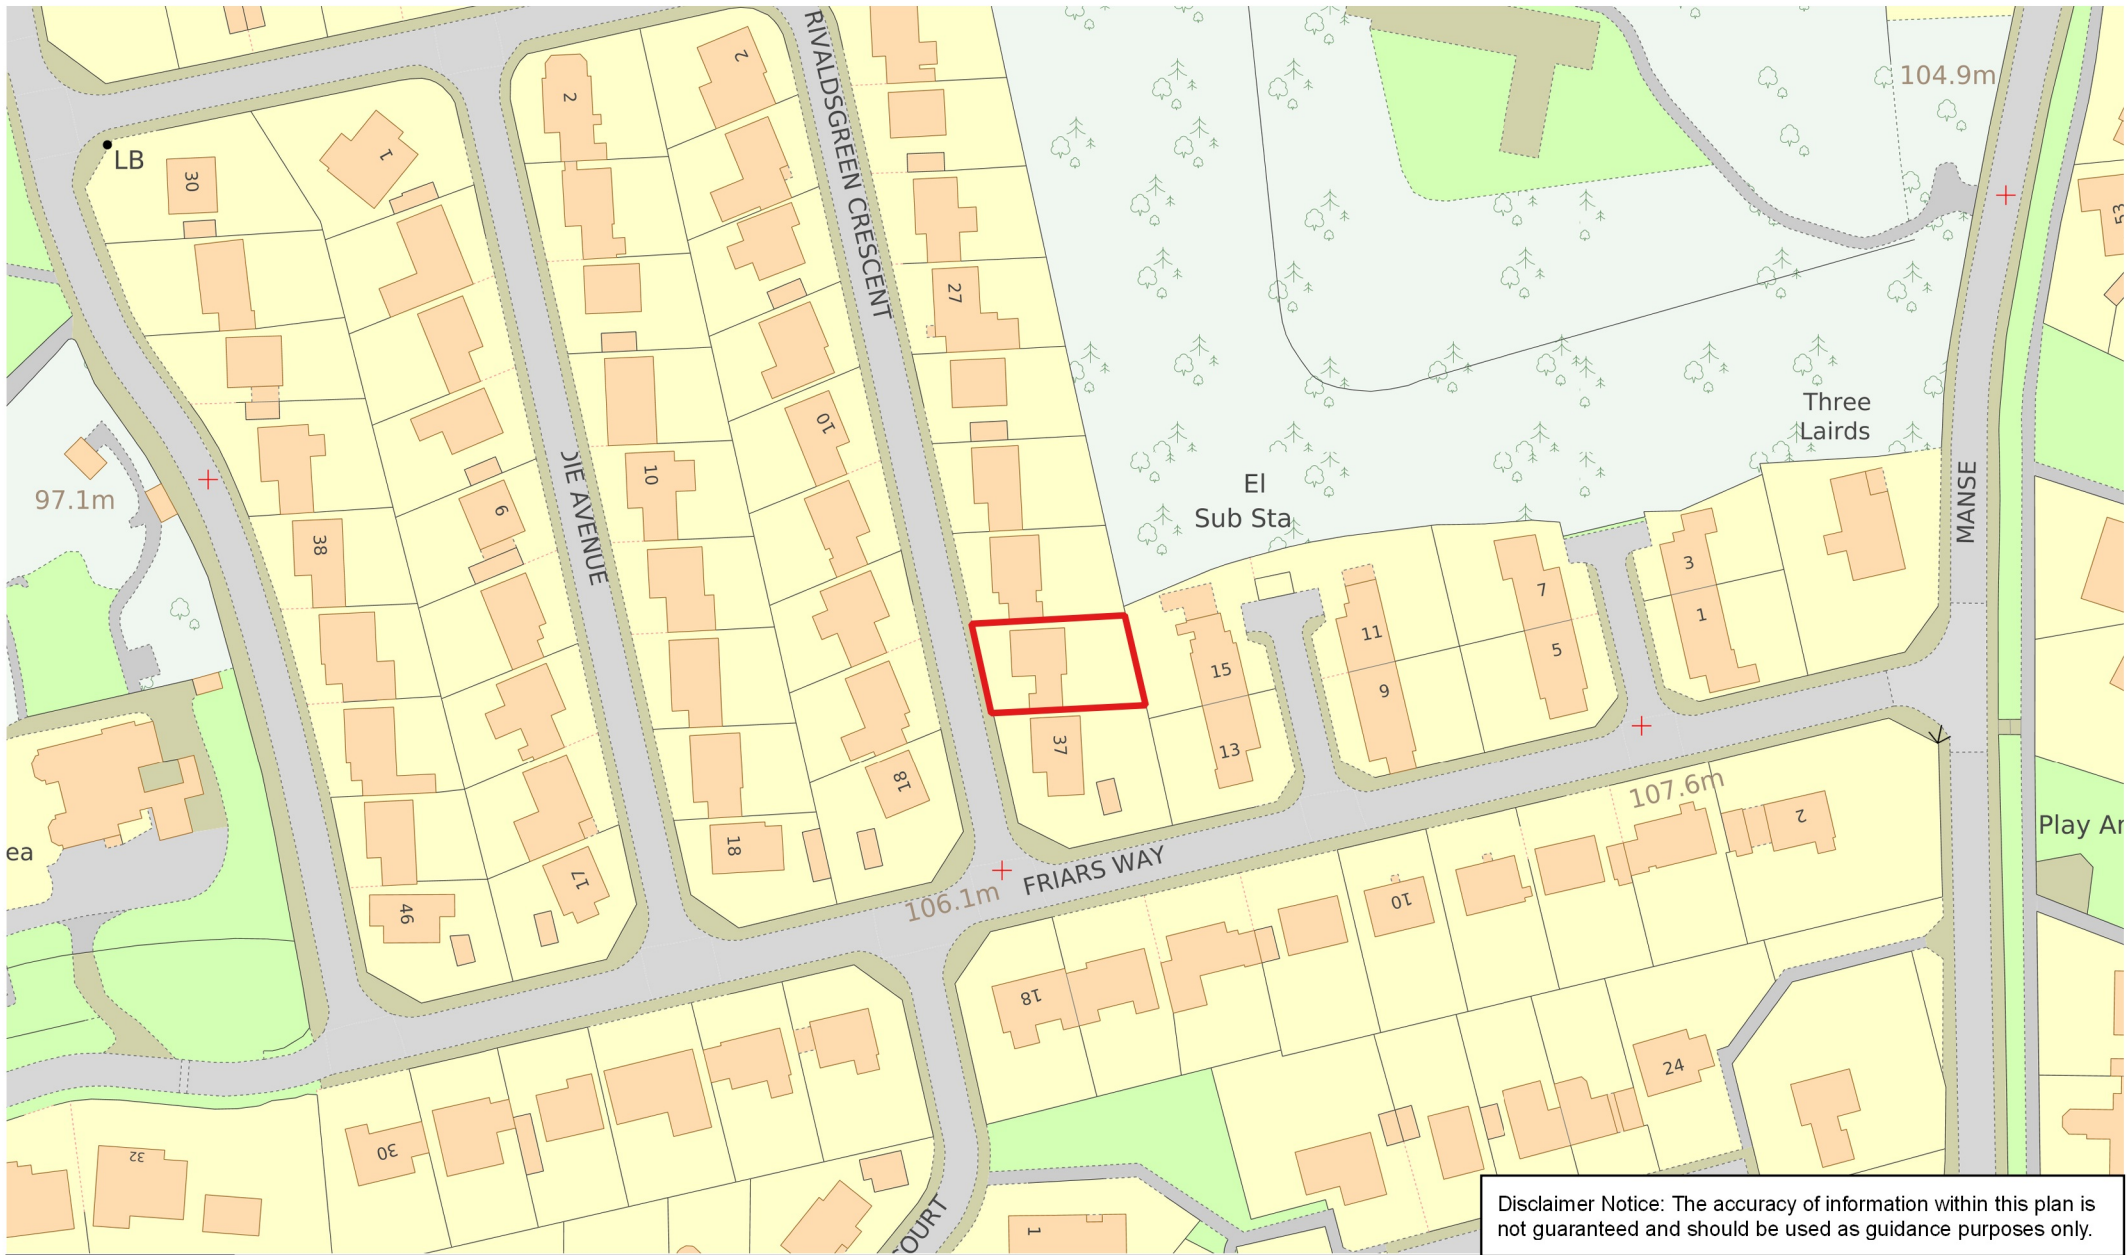 2
2
RIVALDSGREEN CRESCENT
104.9m
LB
30
1
53
27
Three
Lairds
10
DIE AVENUE
10
97.1m
El
Sub Sta
6
38
MANSE
3
7
1
11
5
15
9
37
13
18
107.6m
2
Play Ar
18
ea
FRIARS WAY
17
106.1m
46
10
18
24
30
32
COURT
1
Disclaimer Notice: The accuracy of information within this plan is
not guaranteed and should be used as guidance purposes only.